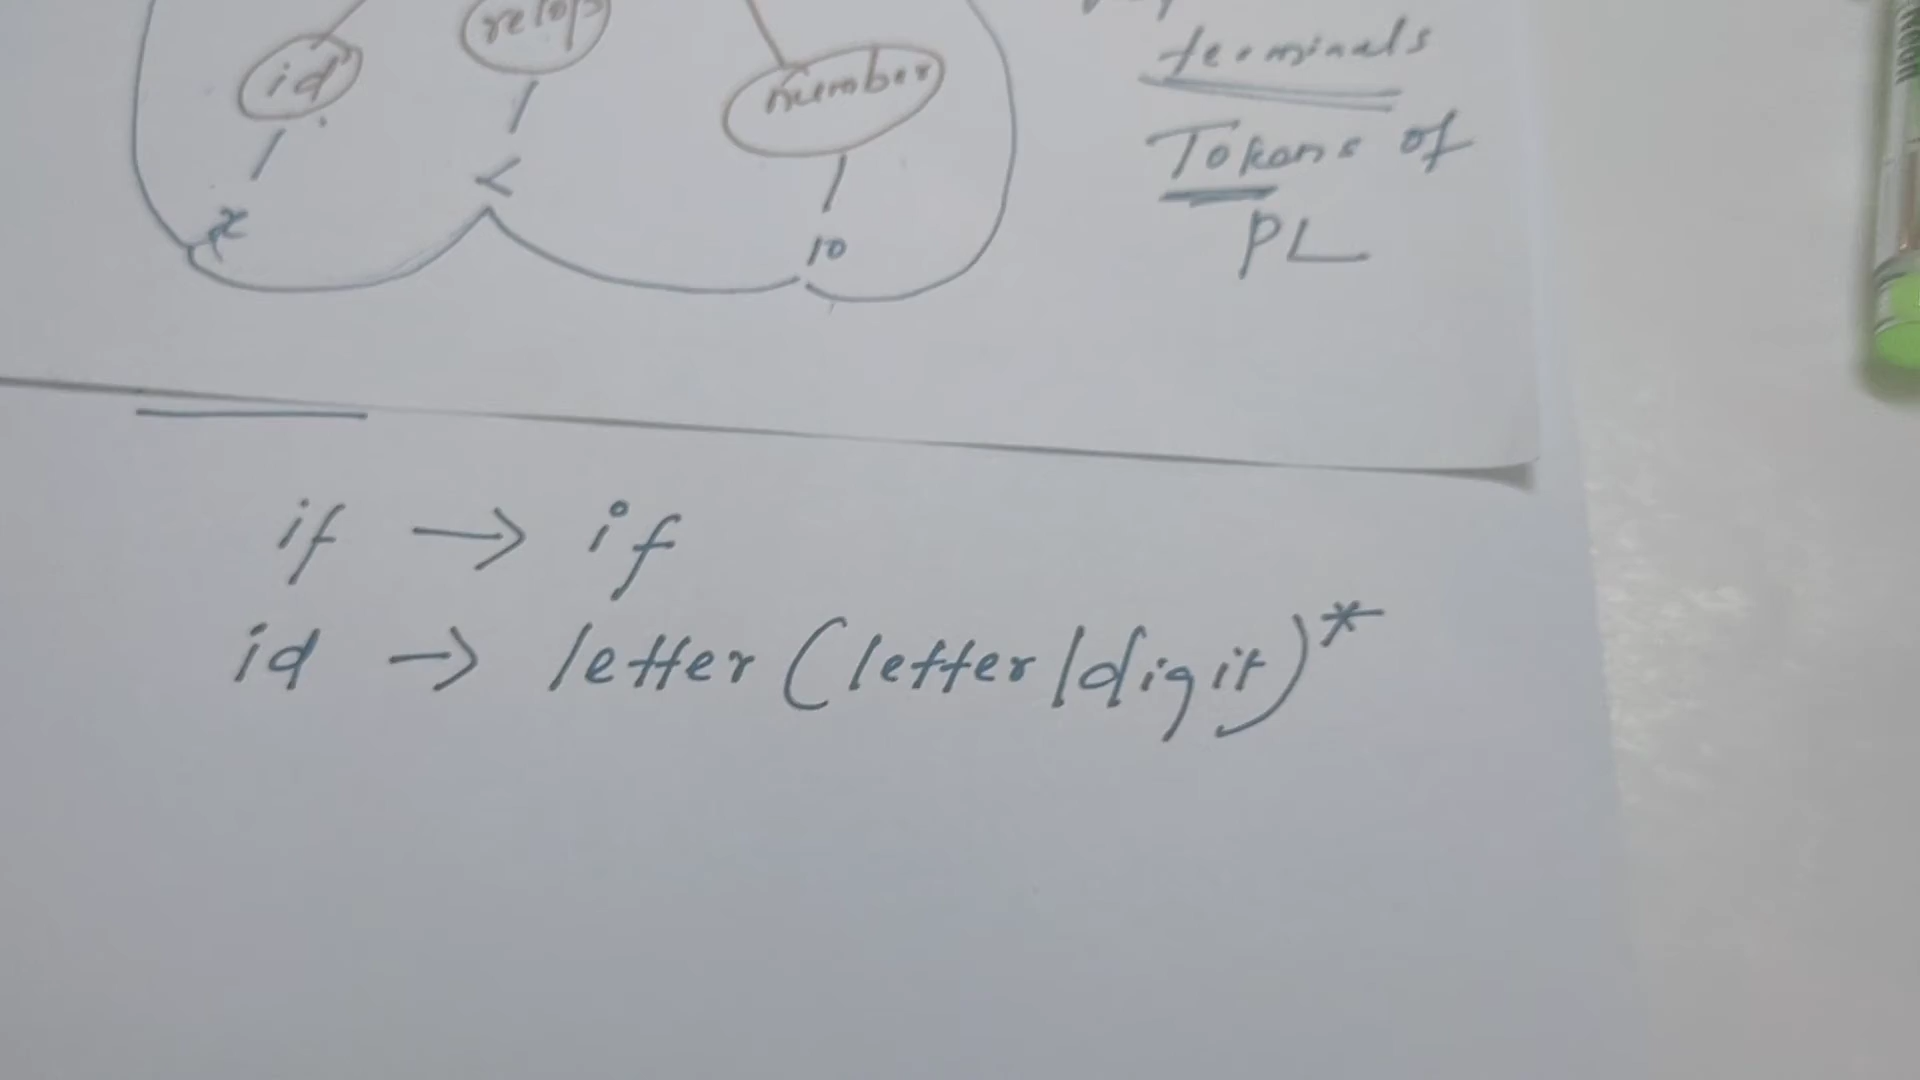 id relop number
terminals
Tokens of
PL
<
x
10
if → if
id → letter (letter/digit)*